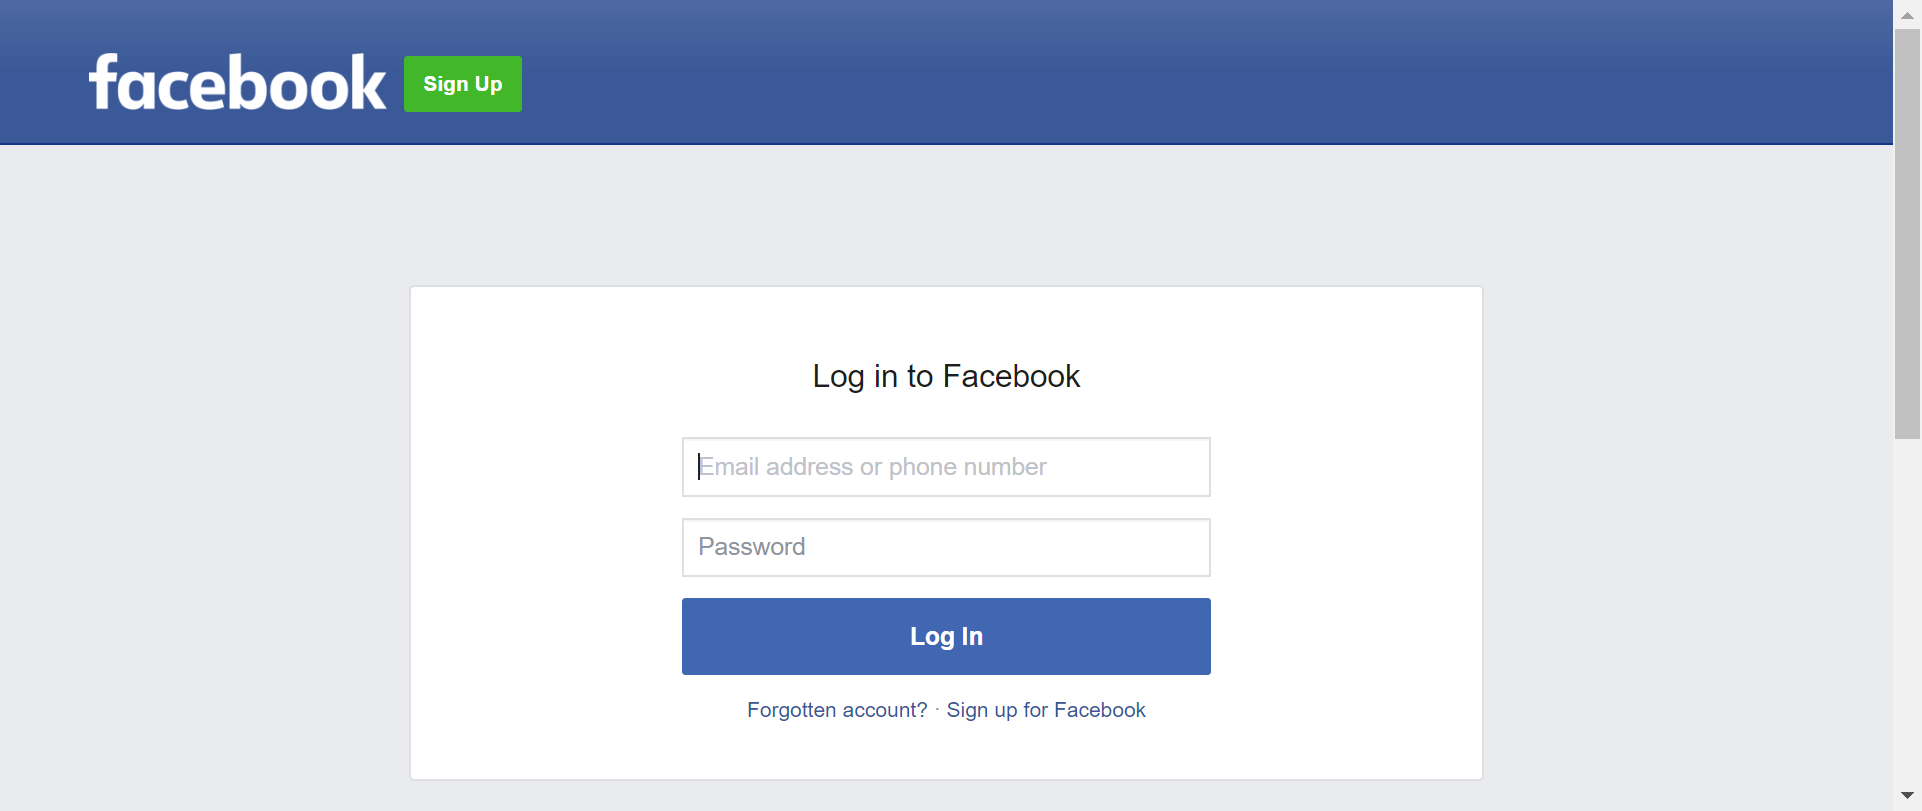 facebook Sign Up
Log in to Facebook
Email address or phone number
Password
Log In
Forgotten account? · Sign up for Facebook